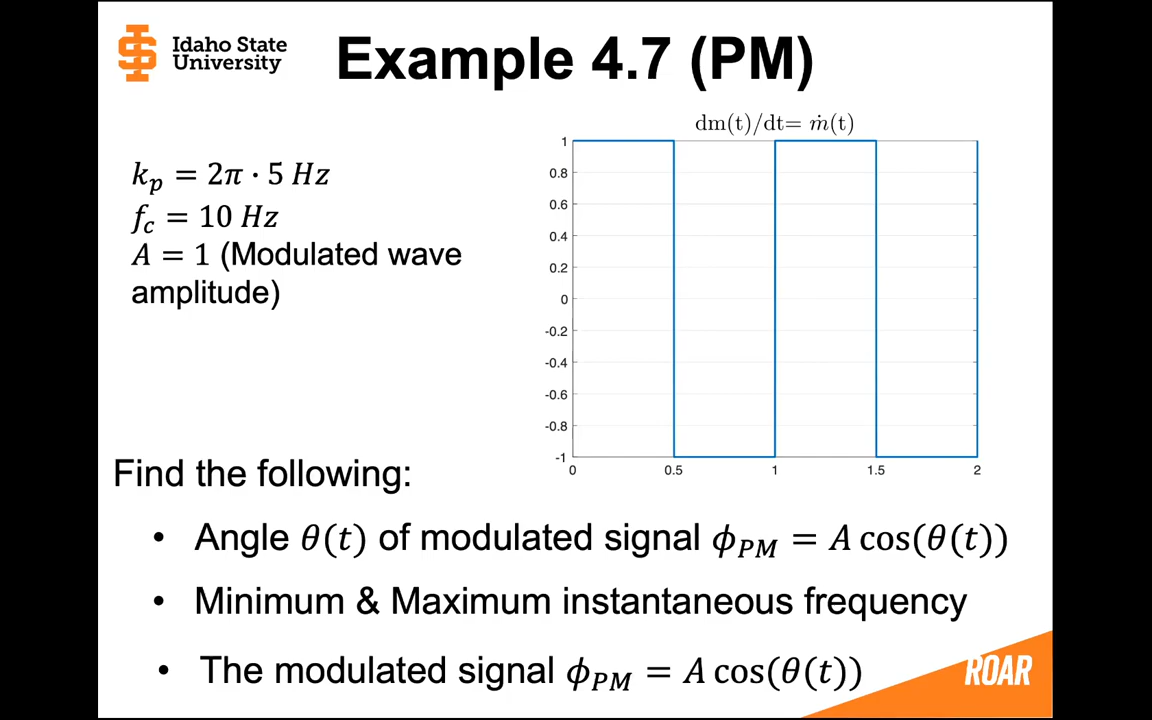 Idaho State
University
Example 4.7 (PM)
dm(t)/dt= ṁ(t)
k_p = 2π · 5 Hz
f_c = 10 Hz
A = 1 (Modulated wave
amplitude)
1
0.8
0.6
0.4
0.2
0
-0.2
-0.4
-0.6
-0.8
-1
0 0.5 1 1.5 2
Find the following:
• Angle θ(t) of modulated signal ϕ_PM = A cos(θ(t))
• Minimum & Maximum instantaneous frequency
• The modulated signal ϕ_PM = A cos(θ(t))
ROAR